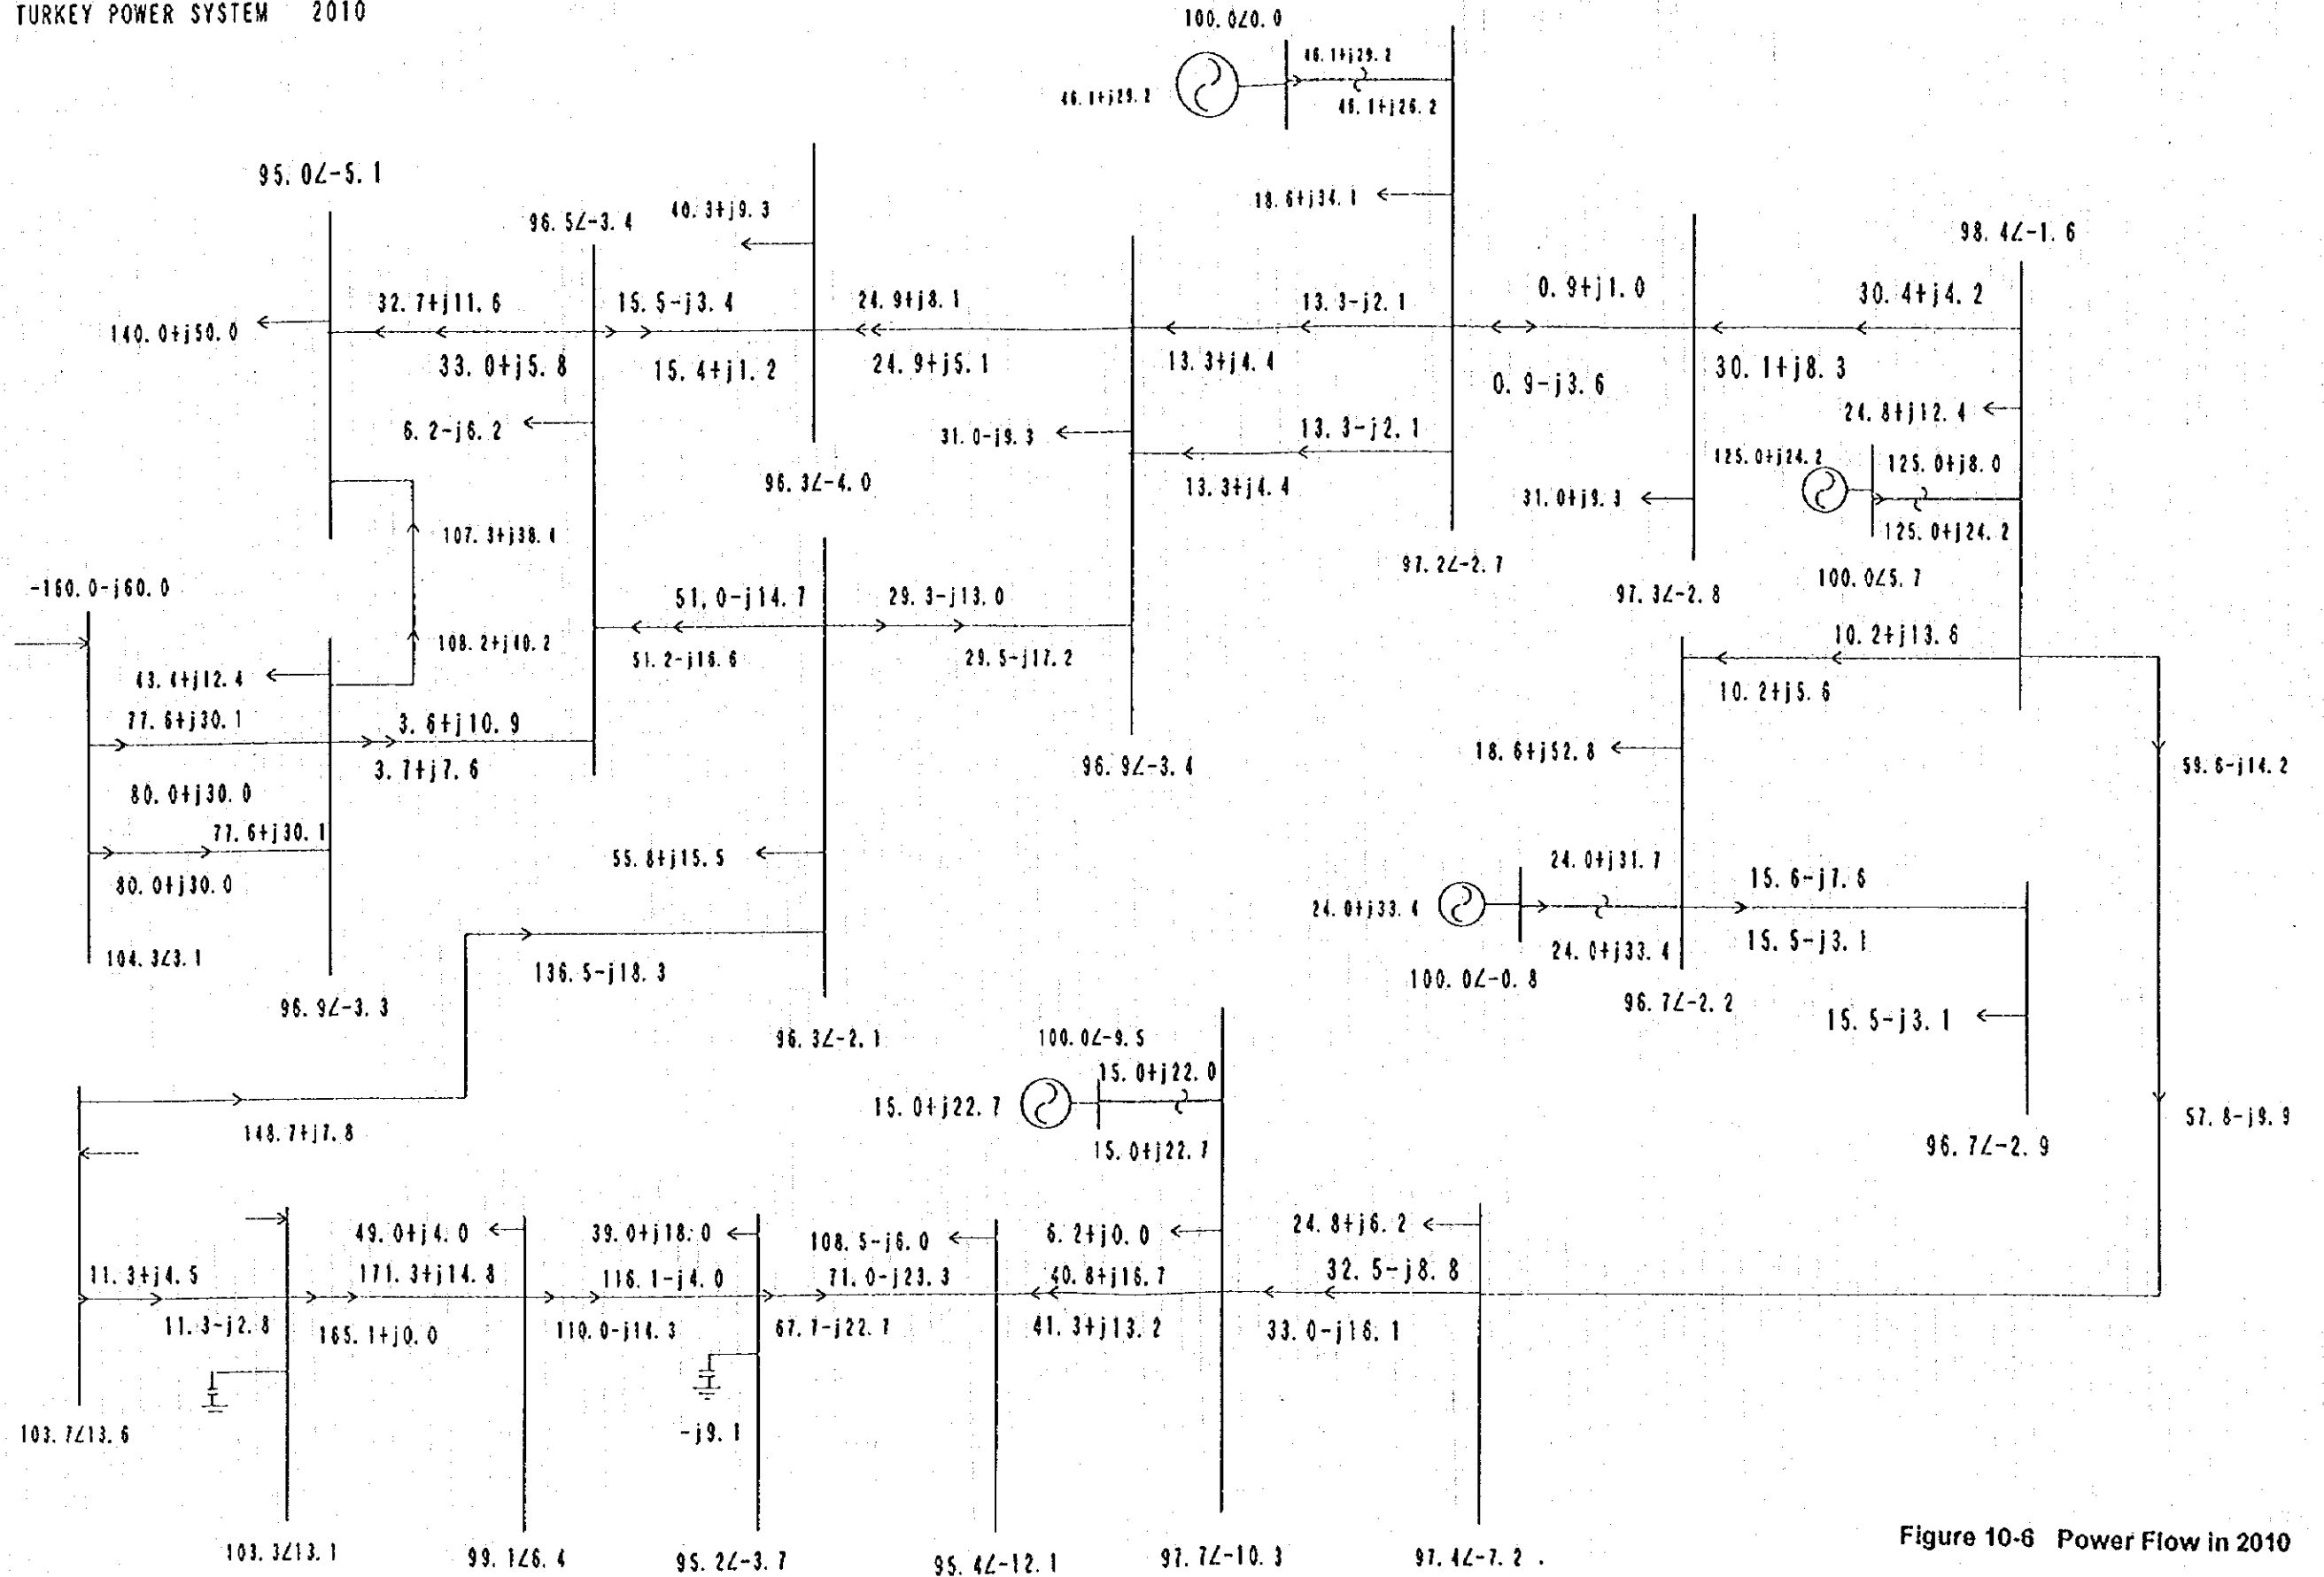 TURKEY POWER SYSTEM 2010
100.0∠0.0
46.1+j29.2
46.1+j29.2
46.1+j26.2
95.0∠-5.1
18.6+j34.1
96.5∠-3.4
40.3+j9.3
98.4∠-1.6
140.0+j50.0
32.7+j11.6
33.0+j5.8
15.5-j3.4
15.4+j1.2
24.9+j8.1
24.9+j5.1
13.3-j2.1
13.3+j4.4
0.9+j1.0
0.9-j3.6
30.4+j4.2
30.1+j8.3
6.2-j6.2
31.0-j9.3
13.3-j2.1
13.3+j4.4
24.8+j12.4
96.3∠-4.0
125.0+j24.2
125.0+j8.0
125.0+j24.2
31.0+j9.3
107.3+j38.4
97.2∠-2.7
97.3∠-2.8
100.0∠5.7
-160.0-j60.0
51.0-j14.7
51.2-j16.6
29.3-j13.0
29.5-j17.2
108.2+j40.2
10.2+j13.6
10.2+j5.6
43.4+j12.4
77.6+j30.1
3.6+j10.9
3.7+j7.6
80.0+j30.0
96.9∠-3.4
18.6+j52.8
59.6-j14.2
77.6+j30.1
80.0+j30.0
55.8+j15.5
24.0+j31.7
24.0+j33.4
24.0+j33.4
15.6-j7.6
15.5-j3.1
104.3∠3.1
136.5-j18.3
100.0∠-0.8
96.9∠-3.3
96.7∠-2.2
15.5-j3.1
96.3∠-2.1
100.0∠-9.5
15.0+j22.0
15.0+j22.7
15.0+j22.7
148.7+j7.8
57.8-j9.9
96.7∠-2.9
49.0+j4.0
39.0+j18.0
108.5-j6.0
6.2+j0.0
24.8+j6.2
11.3+j4.5
11.3-j2.8
171.3+j14.8
165.1+j0.0
116.1-j4.0
110.0-j14.3
71.0-j23.3
67.7-j22.7
40.8+j16.7
41.3+j13.2
32.5-j8.8
33.0-j16.1
103.7∠13.6
-j9.1
103.3∠13.1
99.1∠6.4
95.2∠-3.7
95.4∠-12.1
97.7∠-10.3
97.4∠-7.2
Figure 10-6 Power Flow in 2010